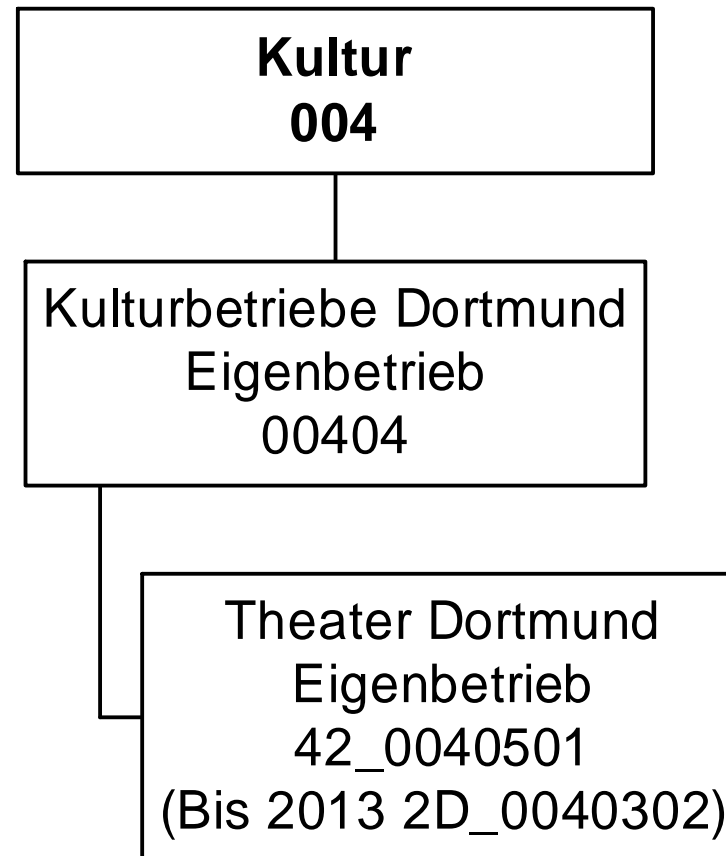 Kultur
004
Kulturbetriebe Dortmund
Eigenbetrieb
00404
Theater Dortmund
Eigenbetrieb
42_0040501
(Bis 2013 2D_0040302)